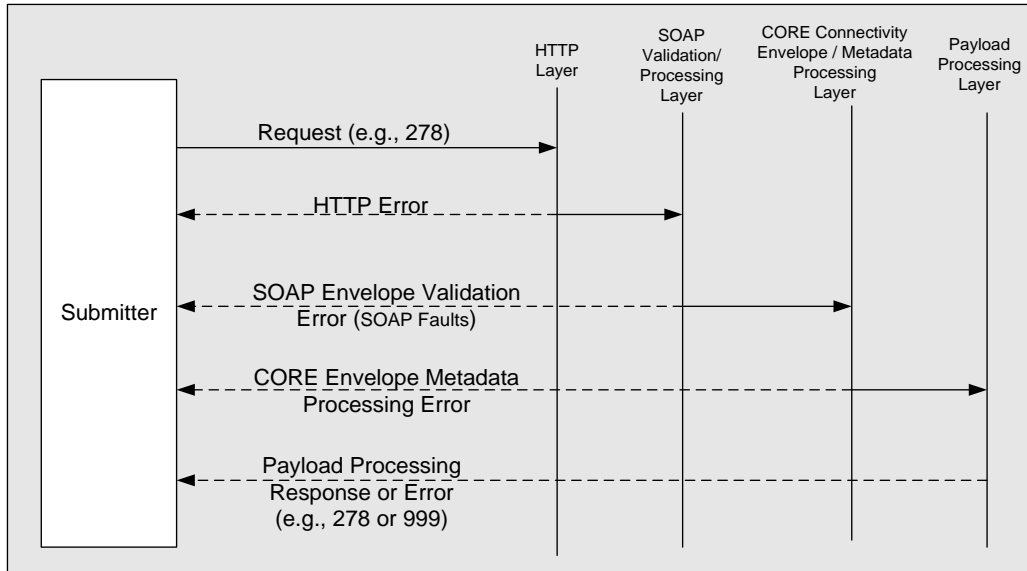 HTTP
Layer
SOAP
Validation/
Processing
Layer
CORE Connectivity
Envelope / Metadata
Processing
Layer
Payload
Processing
Layer
Submitter
Request (e.g., 278)
HTTP Error
SOAP Envelope Validation
Error (SOAP Faults)
CORE Envelope Metadata
Processing Error
Payload Processing
Response or Error
(e.g., 278 or 999)